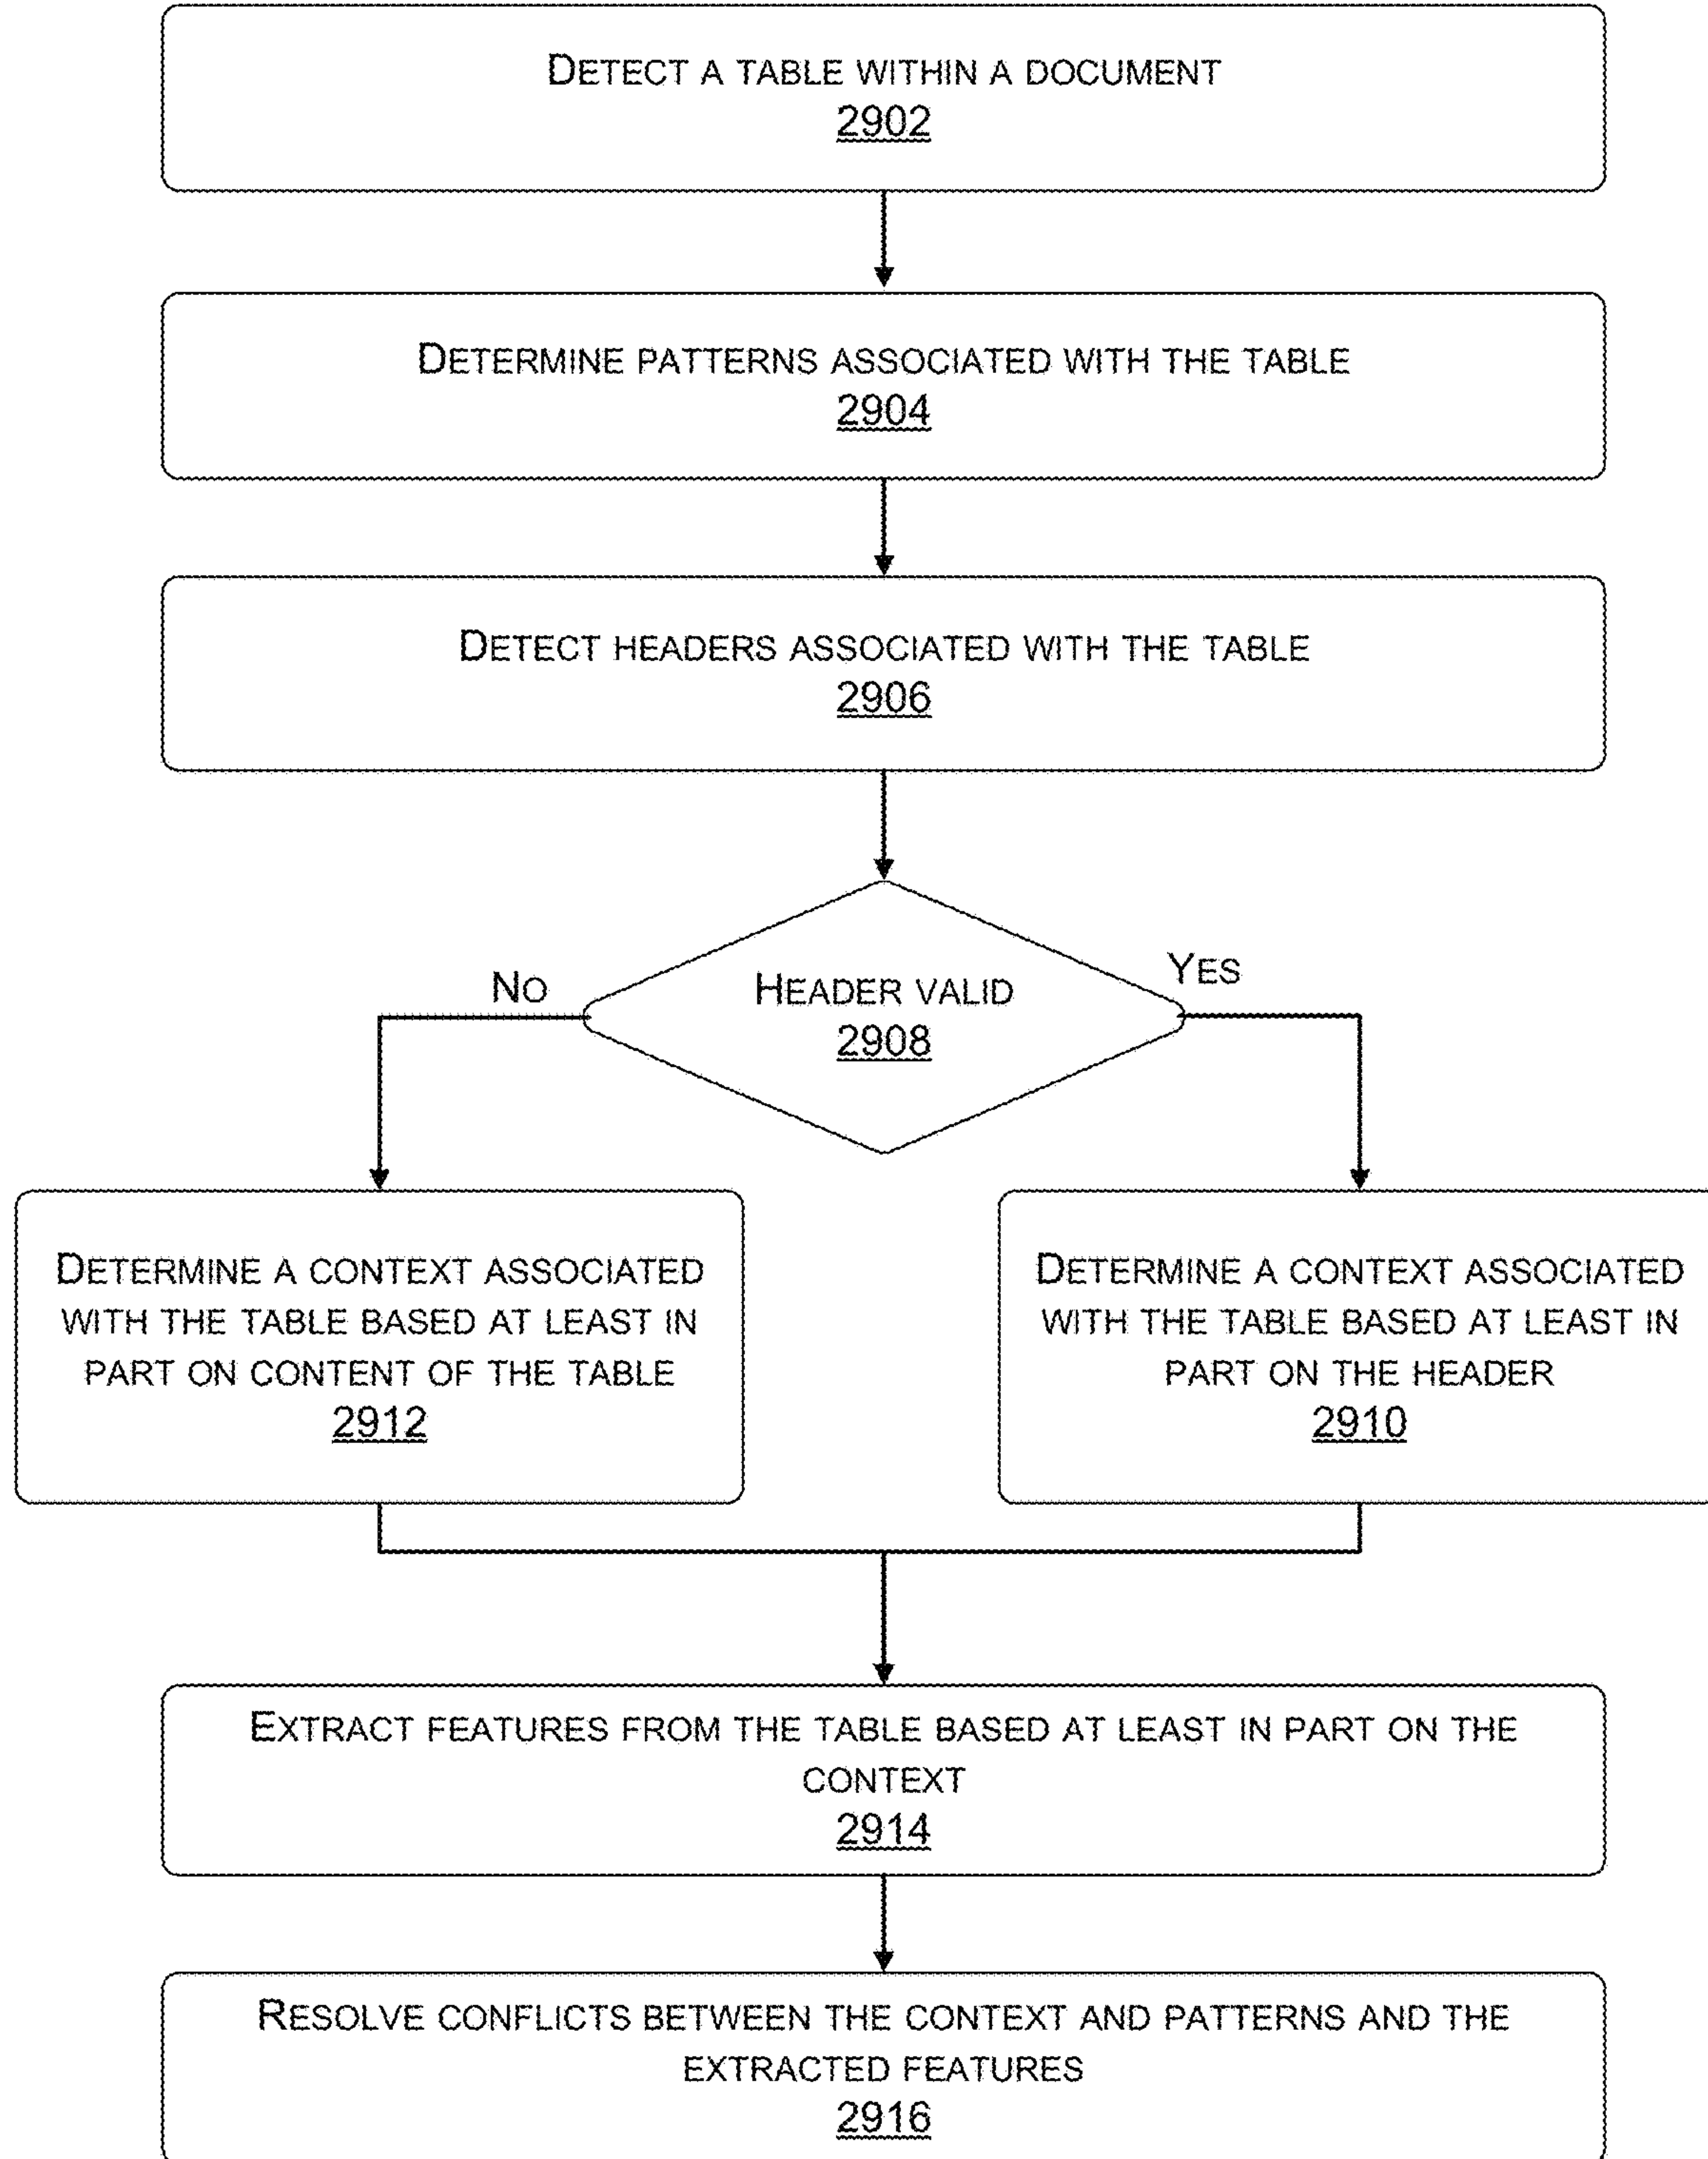 DETECT A TABLE WITHIN A DOCUMENT
2902
DETERMINE PATTERNS ASSOCIATED WITH THE TABLE
2904
DETECT HEADERS ASSOCIATED WITH THE TABLE
2906
HEADER VALID
2908
NO
YES
DETERMINE A CONTEXT ASSOCIATED
WITH THE TABLE BASED AT LEAST IN
PART ON CONTENT OF THE TABLE
2912
DETERMINE A CONTEXT ASSOCIATED
WITH THE TABLE BASED AT LEAST IN
PART ON THE HEADER
2910
EXTRACT FEATURES FROM THE TABLE BASED AT LEAST IN PART ON THE
CONTEXT
2914
RESOLVE CONFLICTS BETWEEN THE CONTEXT AND PATTERNS AND THE
EXTRACTED FEATURES
2916